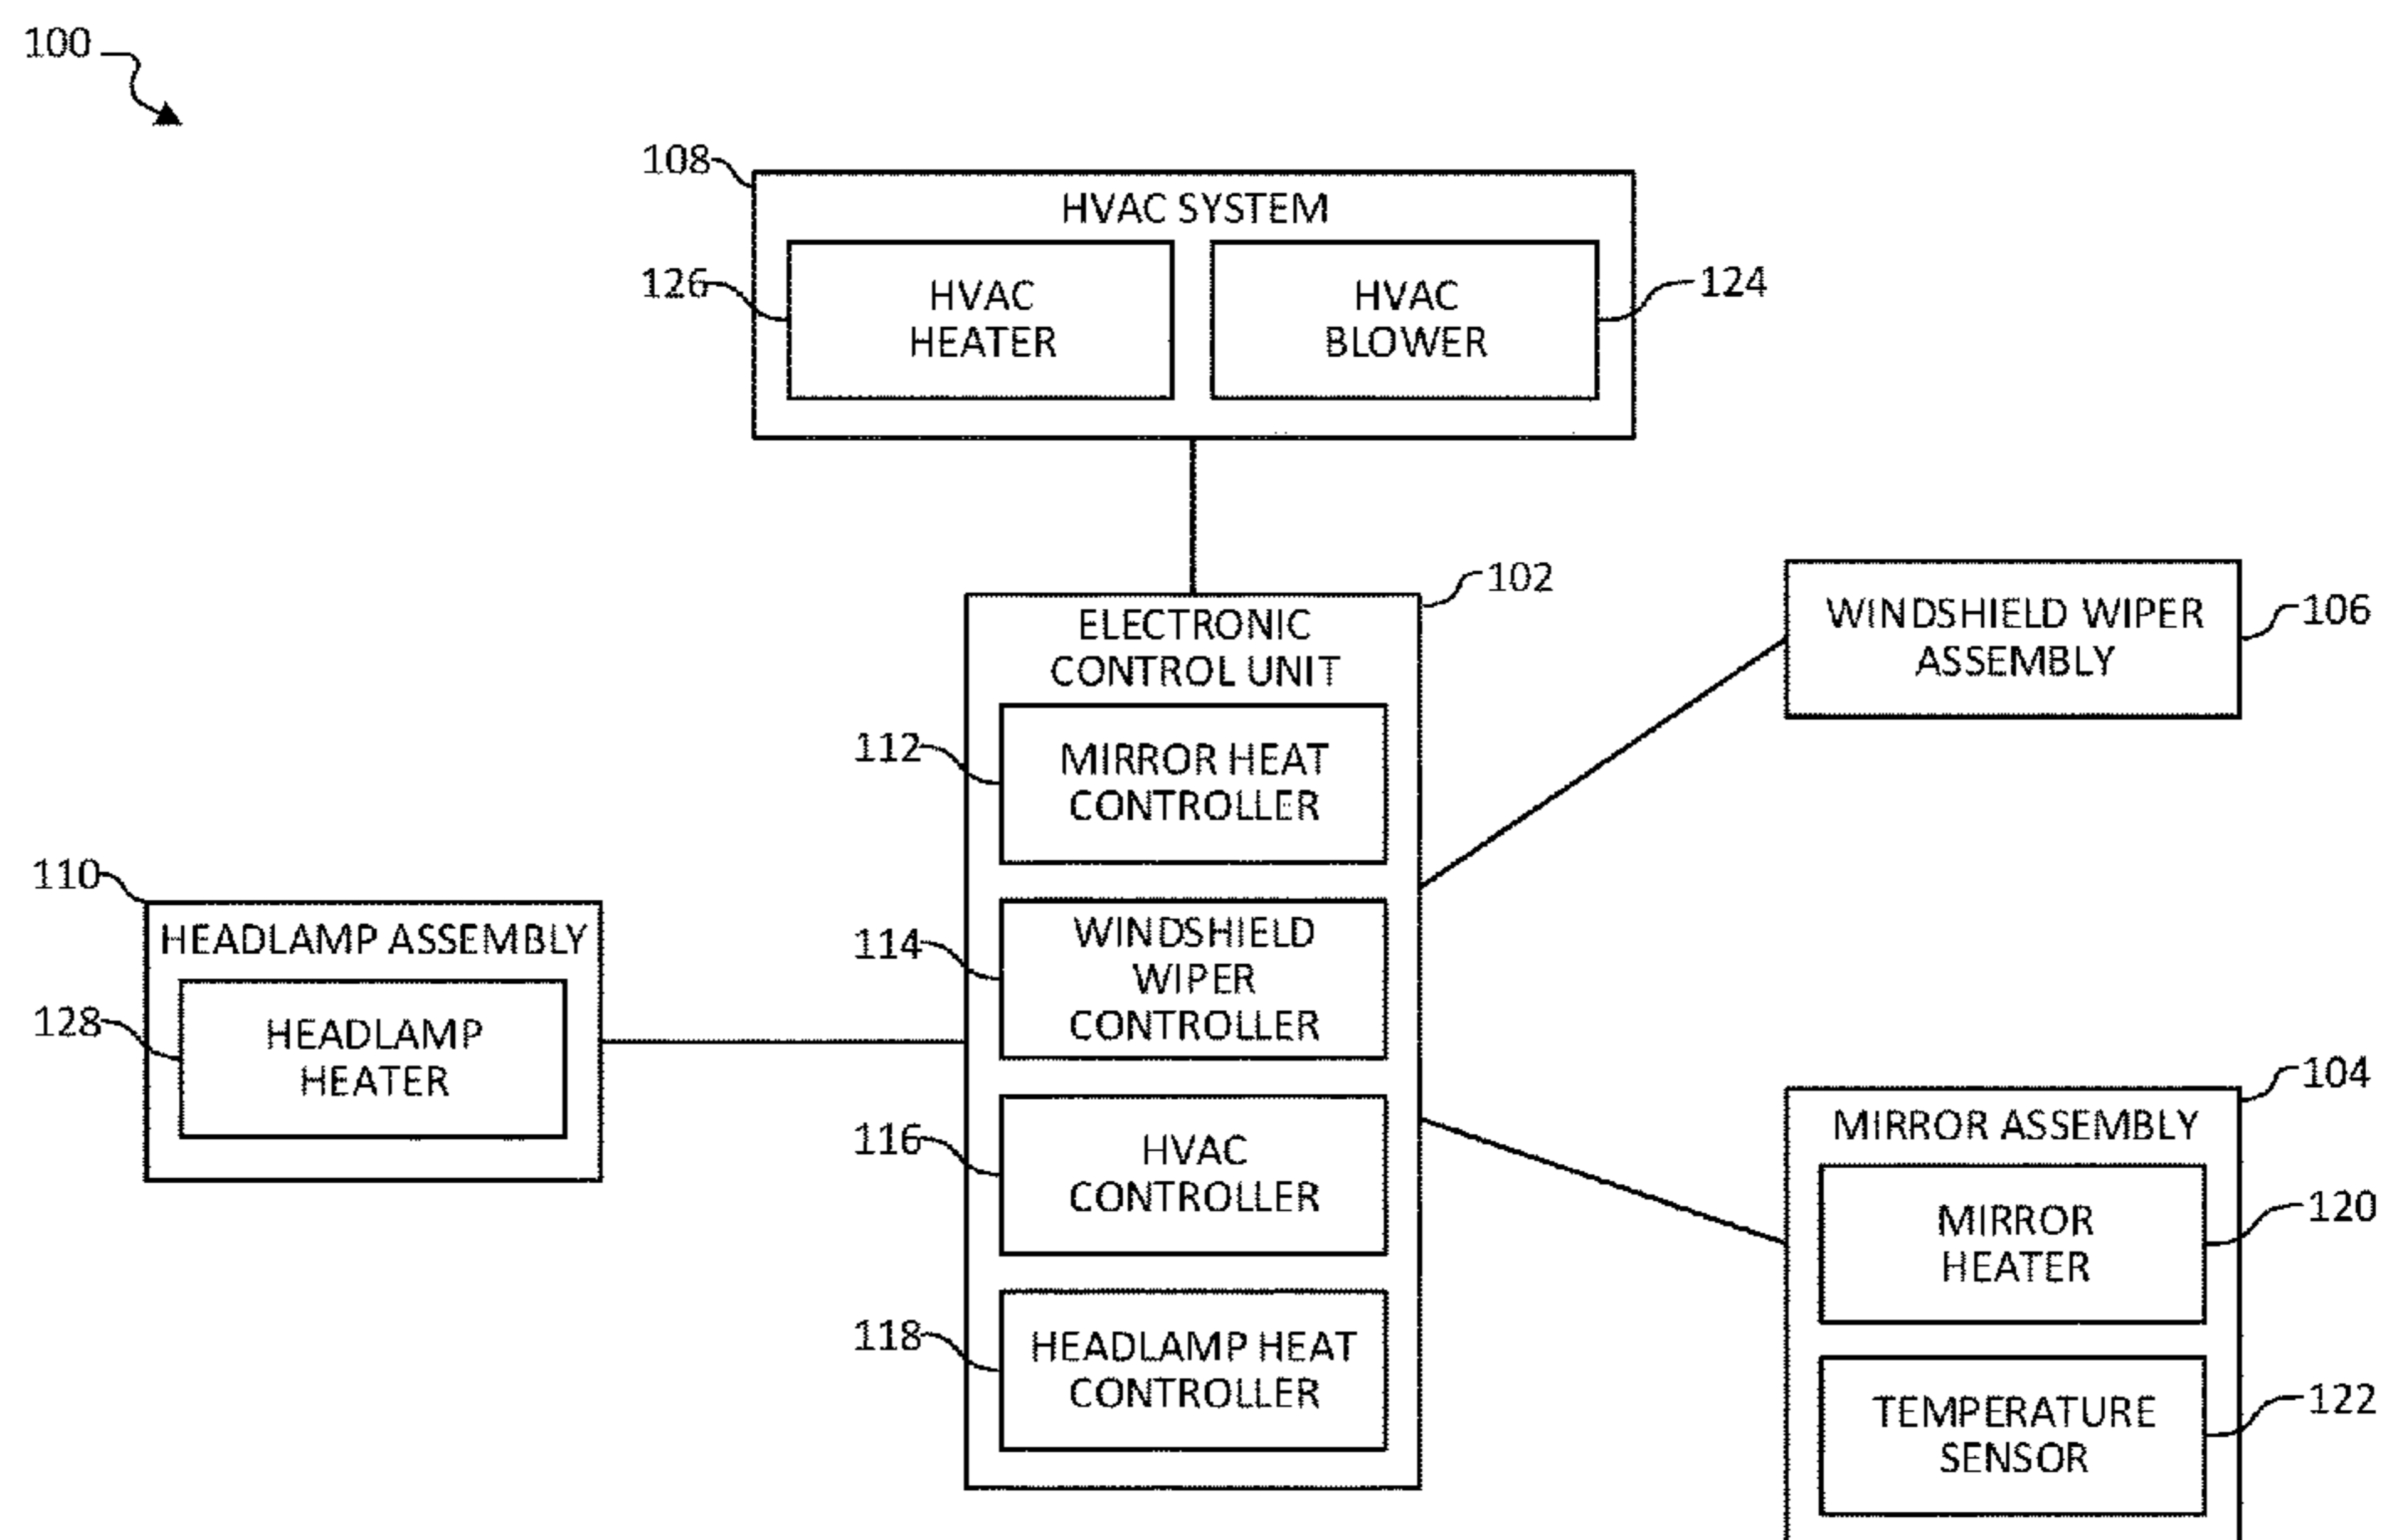 100
108
HVAC SYSTEM
126
HVAC
HEATER
HVAC
BLOWER
124
102
ELECTRONIC
CONTROL UNIT
WINDSHIELD WIPER
ASSEMBLY
106
112
MIRROR HEAT
CONTROLLER
110
HEADLAMP ASSEMBLY
128
HEADLAMP
HEATER
114
WINDSHIELD
WIPER
CONTROLLER
104
MIRROR ASSEMBLY
116
HVAC
CONTROLLER
MIRROR
HEATER
120
118
HEADLAMP HEAT
CONTROLLER
TEMPERATURE
SENSOR
122